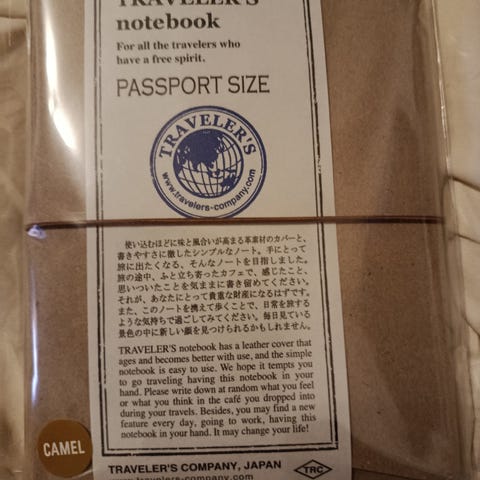 TRAVELER'S
notebook
For all the travelers who
have a free spirit.
PASSPORT SIZE
TRAVELER'S
www.travelers-company.com
使い込むほどに味と風合いが高まる革素材のカバーと、
書きやすさに徹したシンプルなノート。手にとって
旅に出たくなる、そんなノートを目指しました。
旅の途中、ふと立ち寄ったカフェで、感じたこと、
思いついたことを気ままに書き留めてください。
それが、あなたにとって貴重な財産になるはずです。
また、このノートを携えて歩くことで、日常を旅する
ような気持ちで過ごしてみてください。毎日見ている
景色の中に新しい顔を見つけられるかもしれません。
TRAVELER'S notebook has a leather cover that
ages and becomes better with use, and the simple
notebook is easy to use. We hope it tempts you
to go traveling having this notebook in your
hand. Please write down at random what you feel
or what you think in the café you dropped into
during your travels. Besides, you may find a new
feature every day, going to work, having this
notebook in your hand. It may change your life!
CAMEL
TRAVELER'S COMPANY, JAPAN
TRC
www.travelers-company.com